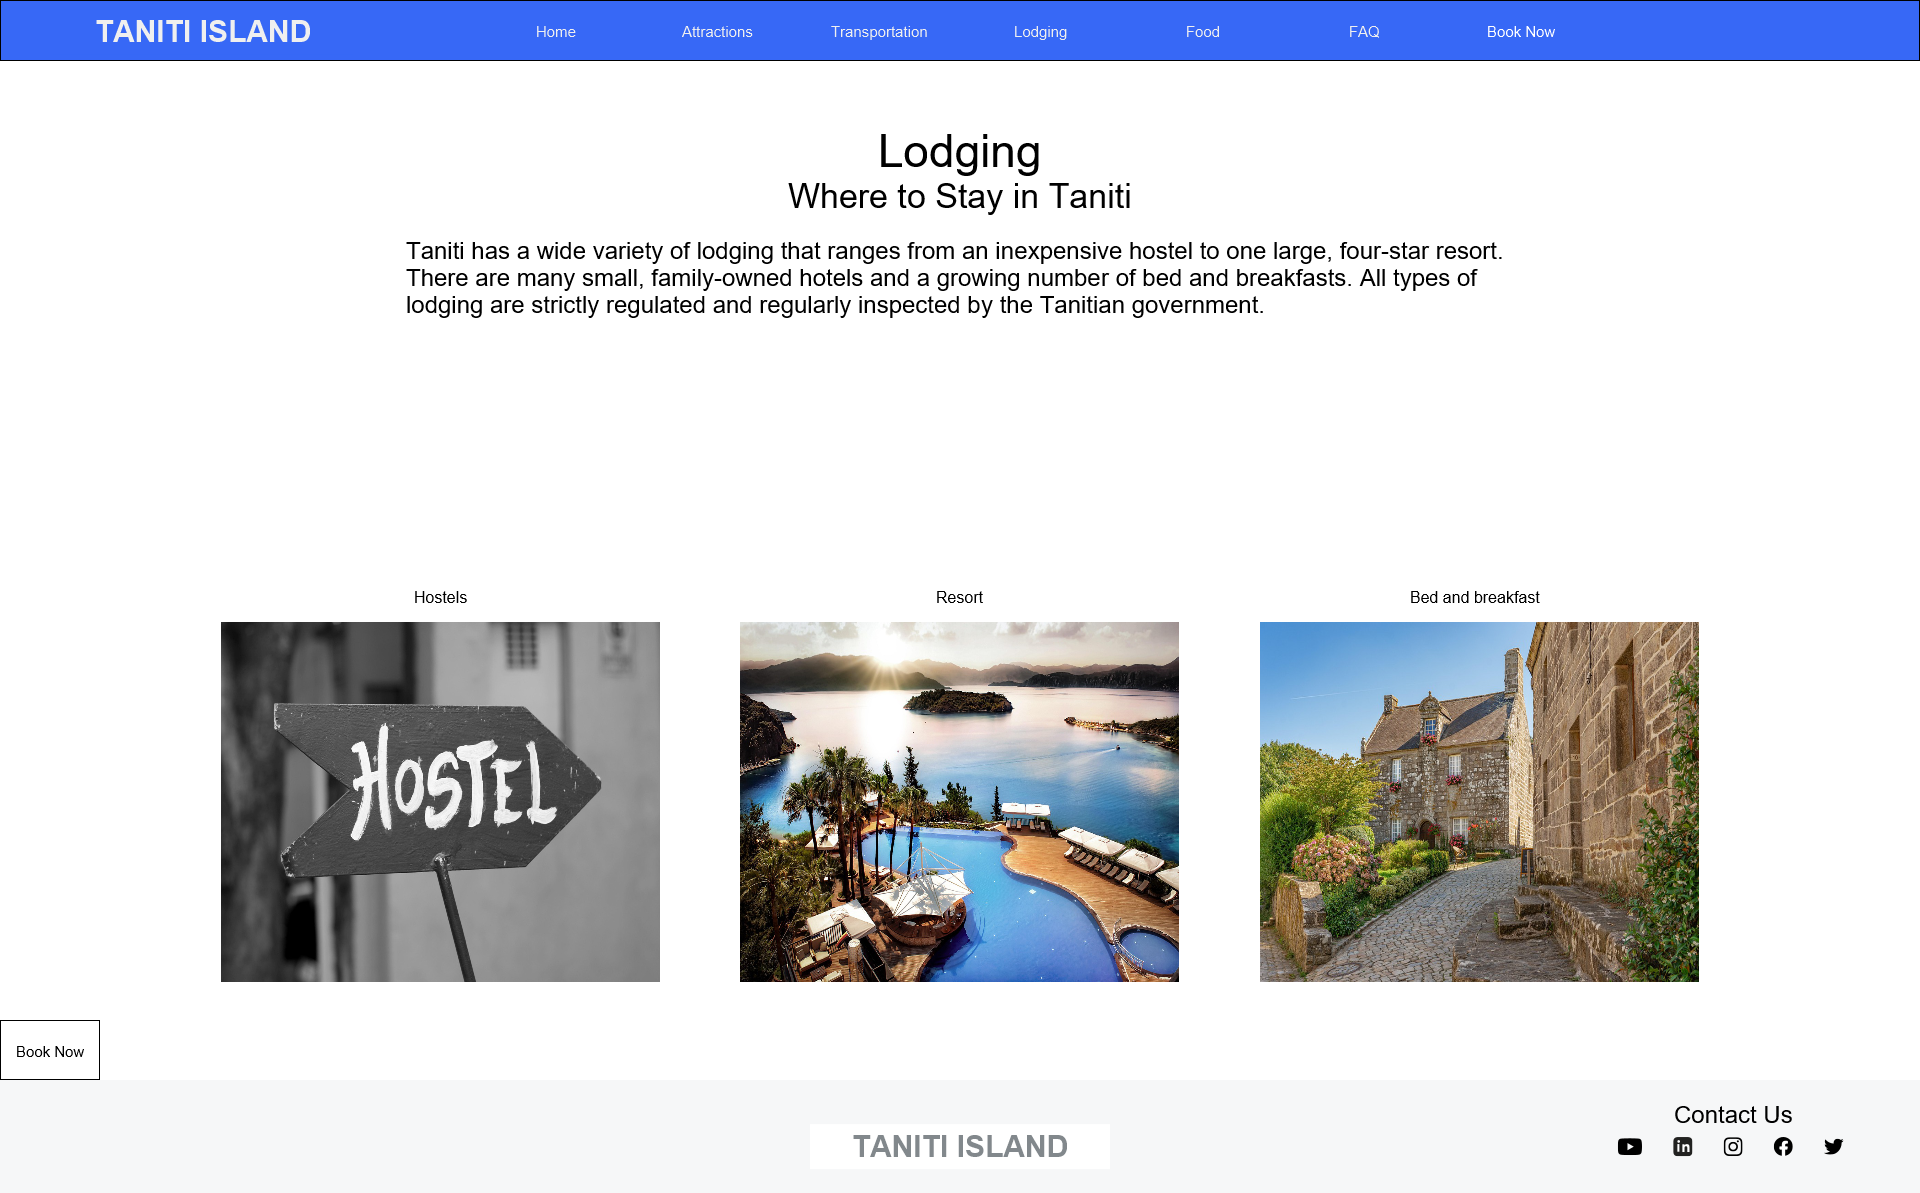 TANITI ISLAND
Home
Attractions
Transportation
Lodging
Food
FAQ
Book Now
Lodging
Where to Stay in Taniti
Taniti has a wide variety of lodging that ranges from an inexpensive hostel to one large, four-star resort.
There are many small, family-owned hotels and a growing number of bed and breakfasts. All types of
lodging are strictly regulated and regularly inspected by the Tanitian government.
Hostels
Resort
Bed and breakfast
HOSTEL
Book Now
Contact Us
TANITI ISLAND